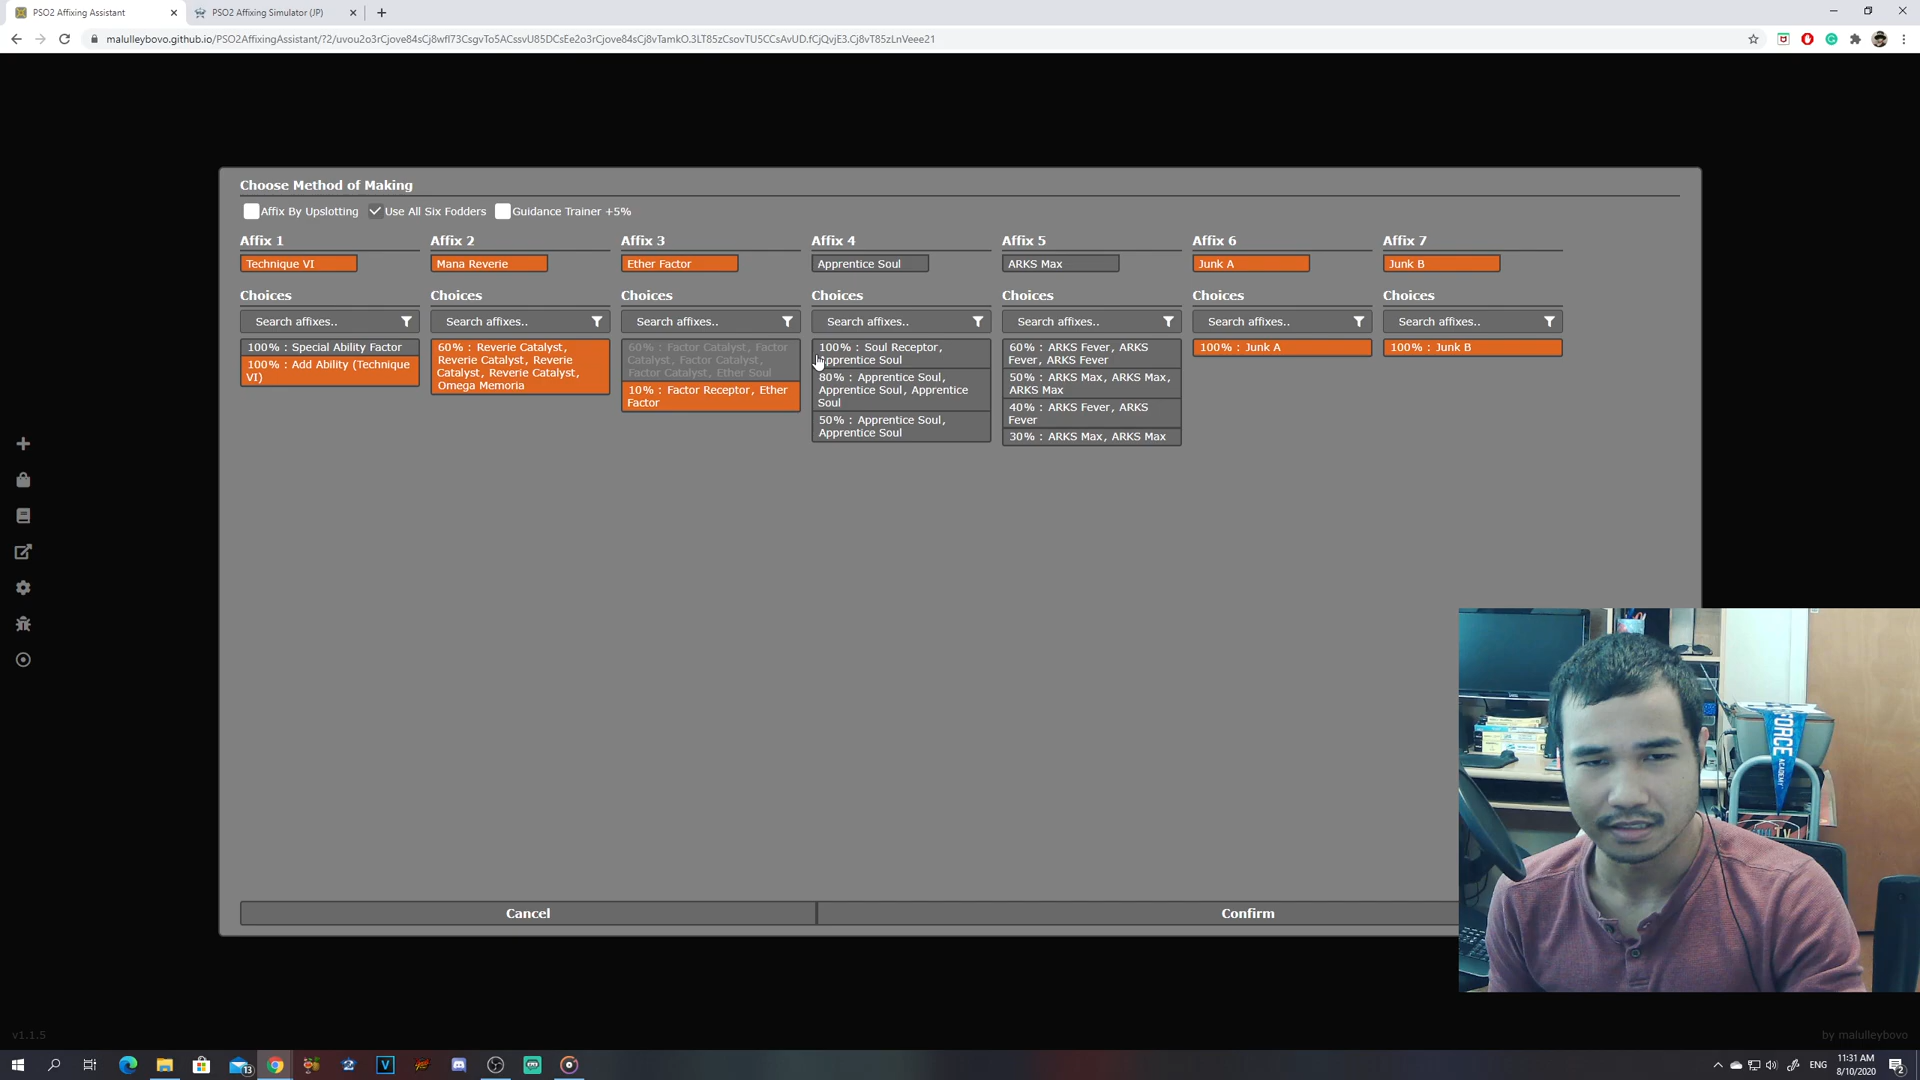 PSO2 Affixing Assistant
PSO2 Affixing Simulator (JP)
malulleybovo.github.io/PSO2AffixingAssistant/?2/uvou2o3rCjove84sCj8wfI73CsgvTo5ACssvU85DCsEe2o3rCjove84sCj8vTamkO.3LT85zCsovTU5CCsAvUD.fCjQvjE3.Cj8vT85zLnVeee21
Choose Method of Making
Affix By Upslotting
Use All Six Fodders
Guidance Trainer +5%
Affix 1
Affix 2
Affix 3
Affix 4
Affix 5
Affix 6
Affix 7
Technique VI
Mana Reverie
Ether Factor
Apprentice Soul
ARKS Max
Junk A
Junk B
Choices
Choices
Choices
Choices
Choices
Choices
Choices
Search affixes..
Search affixes..
Search affixes..
Search affixes..
Search affixes..
Search affixes..
Search affixes..
100% : Special Ability Factor
100% : Add Ability (Technique
VI)
60% : Reverie Catalyst,
Reverie Catalyst, Reverie
Catalyst, Reverie Catalyst,
Omega Memoria
60% : Factor Catalyst, Factor
Catalyst, Factor Catalyst,
Factor Catalyst, Ether Soul
10% : Factor Receptor, Ether
Factor
100% : Soul Receptor,
Apprentice Soul
80% : Apprentice Soul,
Apprentice Soul, Apprentice
Soul
50% : Apprentice Soul,
Apprentice Soul
60% : ARKS Fever, ARKS
Fever, ARKS Fever
50% : ARKS Max, ARKS Max,
ARKS Max
40% : ARKS Fever, ARKS
Fever
30% : ARKS Max, ARKS Max
100% : Junk A
100% : Junk B
Cancel
Confirm
FORCE
ACADEMY
v1.1.5
by malulleybovo
13
ENG
11:31 AM
8/10/2020
2